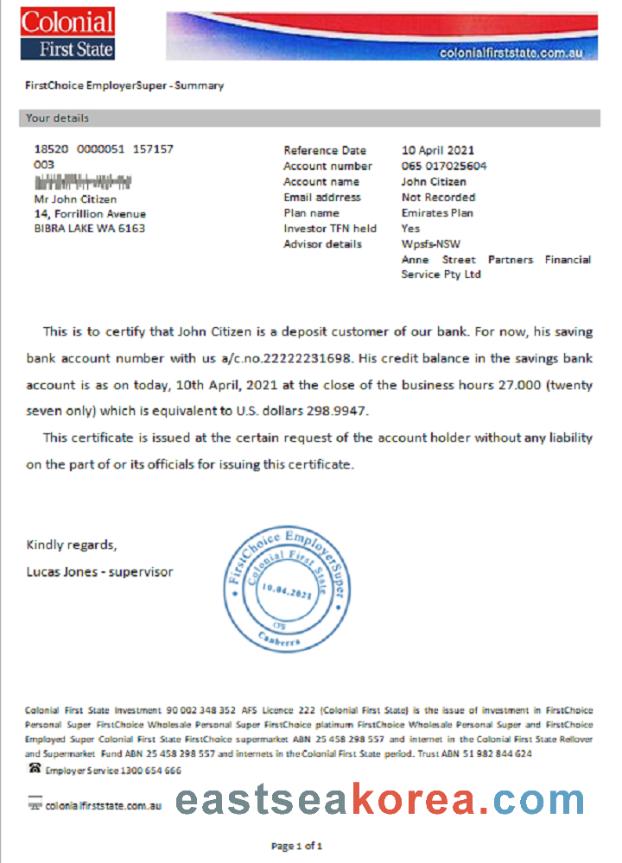 Colonial
First State
colonialfirststate.com.au
FirstChoice EmployerSuper - Summary
Your details
18520 0000051 157157
003
Mr John Citizen
14, Forrillion Avenue
BIBRA LAKE WA 6163
Reference Date 10 April 2021
Account number 065 017025604
Account name John Citizen
Email addrress Not Recorded
Plan name Emirates Plan
Investor TFN held Yes
Advisor details Wpsfs-NSW
Anne Street Partners Financial
Service Pty Ltd
This is to certify that John Citizen is a deposit customer of our bank. For now, his saving
bank account number with us a/c.no.22222231698. His credit balance in the savings bank
account is as on today, 10th April, 2021 at the close of the business hours 27.000 (twenty
seven only) which is equivalent to U.S. dollars 298.9947.
This certificate is issued at the certain request of the account holder without any liability
on the part of or its officials for issuing this certificate.
Kindly regards,
Lucas Jones - supervisor
FirstChoice EmployerSuper
Colonial First State
10.04.2021
CFS
Canberra
Colonial First State Investment 90 002 348 352 AFS Licence 222 (Colonial First State) is the issue of investment in FirstChoice
Personal Super FirstChoice Wholesale Personal Super FirstChoice platinum FirstChoice Wholesale Personal Super and FirstChoice
Employed Super Colonial First State FirstChoice supermarket ABN 25 458 298 557 and internet in the Colonial First State Rollover
and Supermarket Fund ABN 25 458 298 557 and internets in the Colonial First State period. Trust ABN 51 982 844 624
Employer Service 1300 654 666
colonialfirststate.com.au
eastseakorea.com
Page 1 of 1